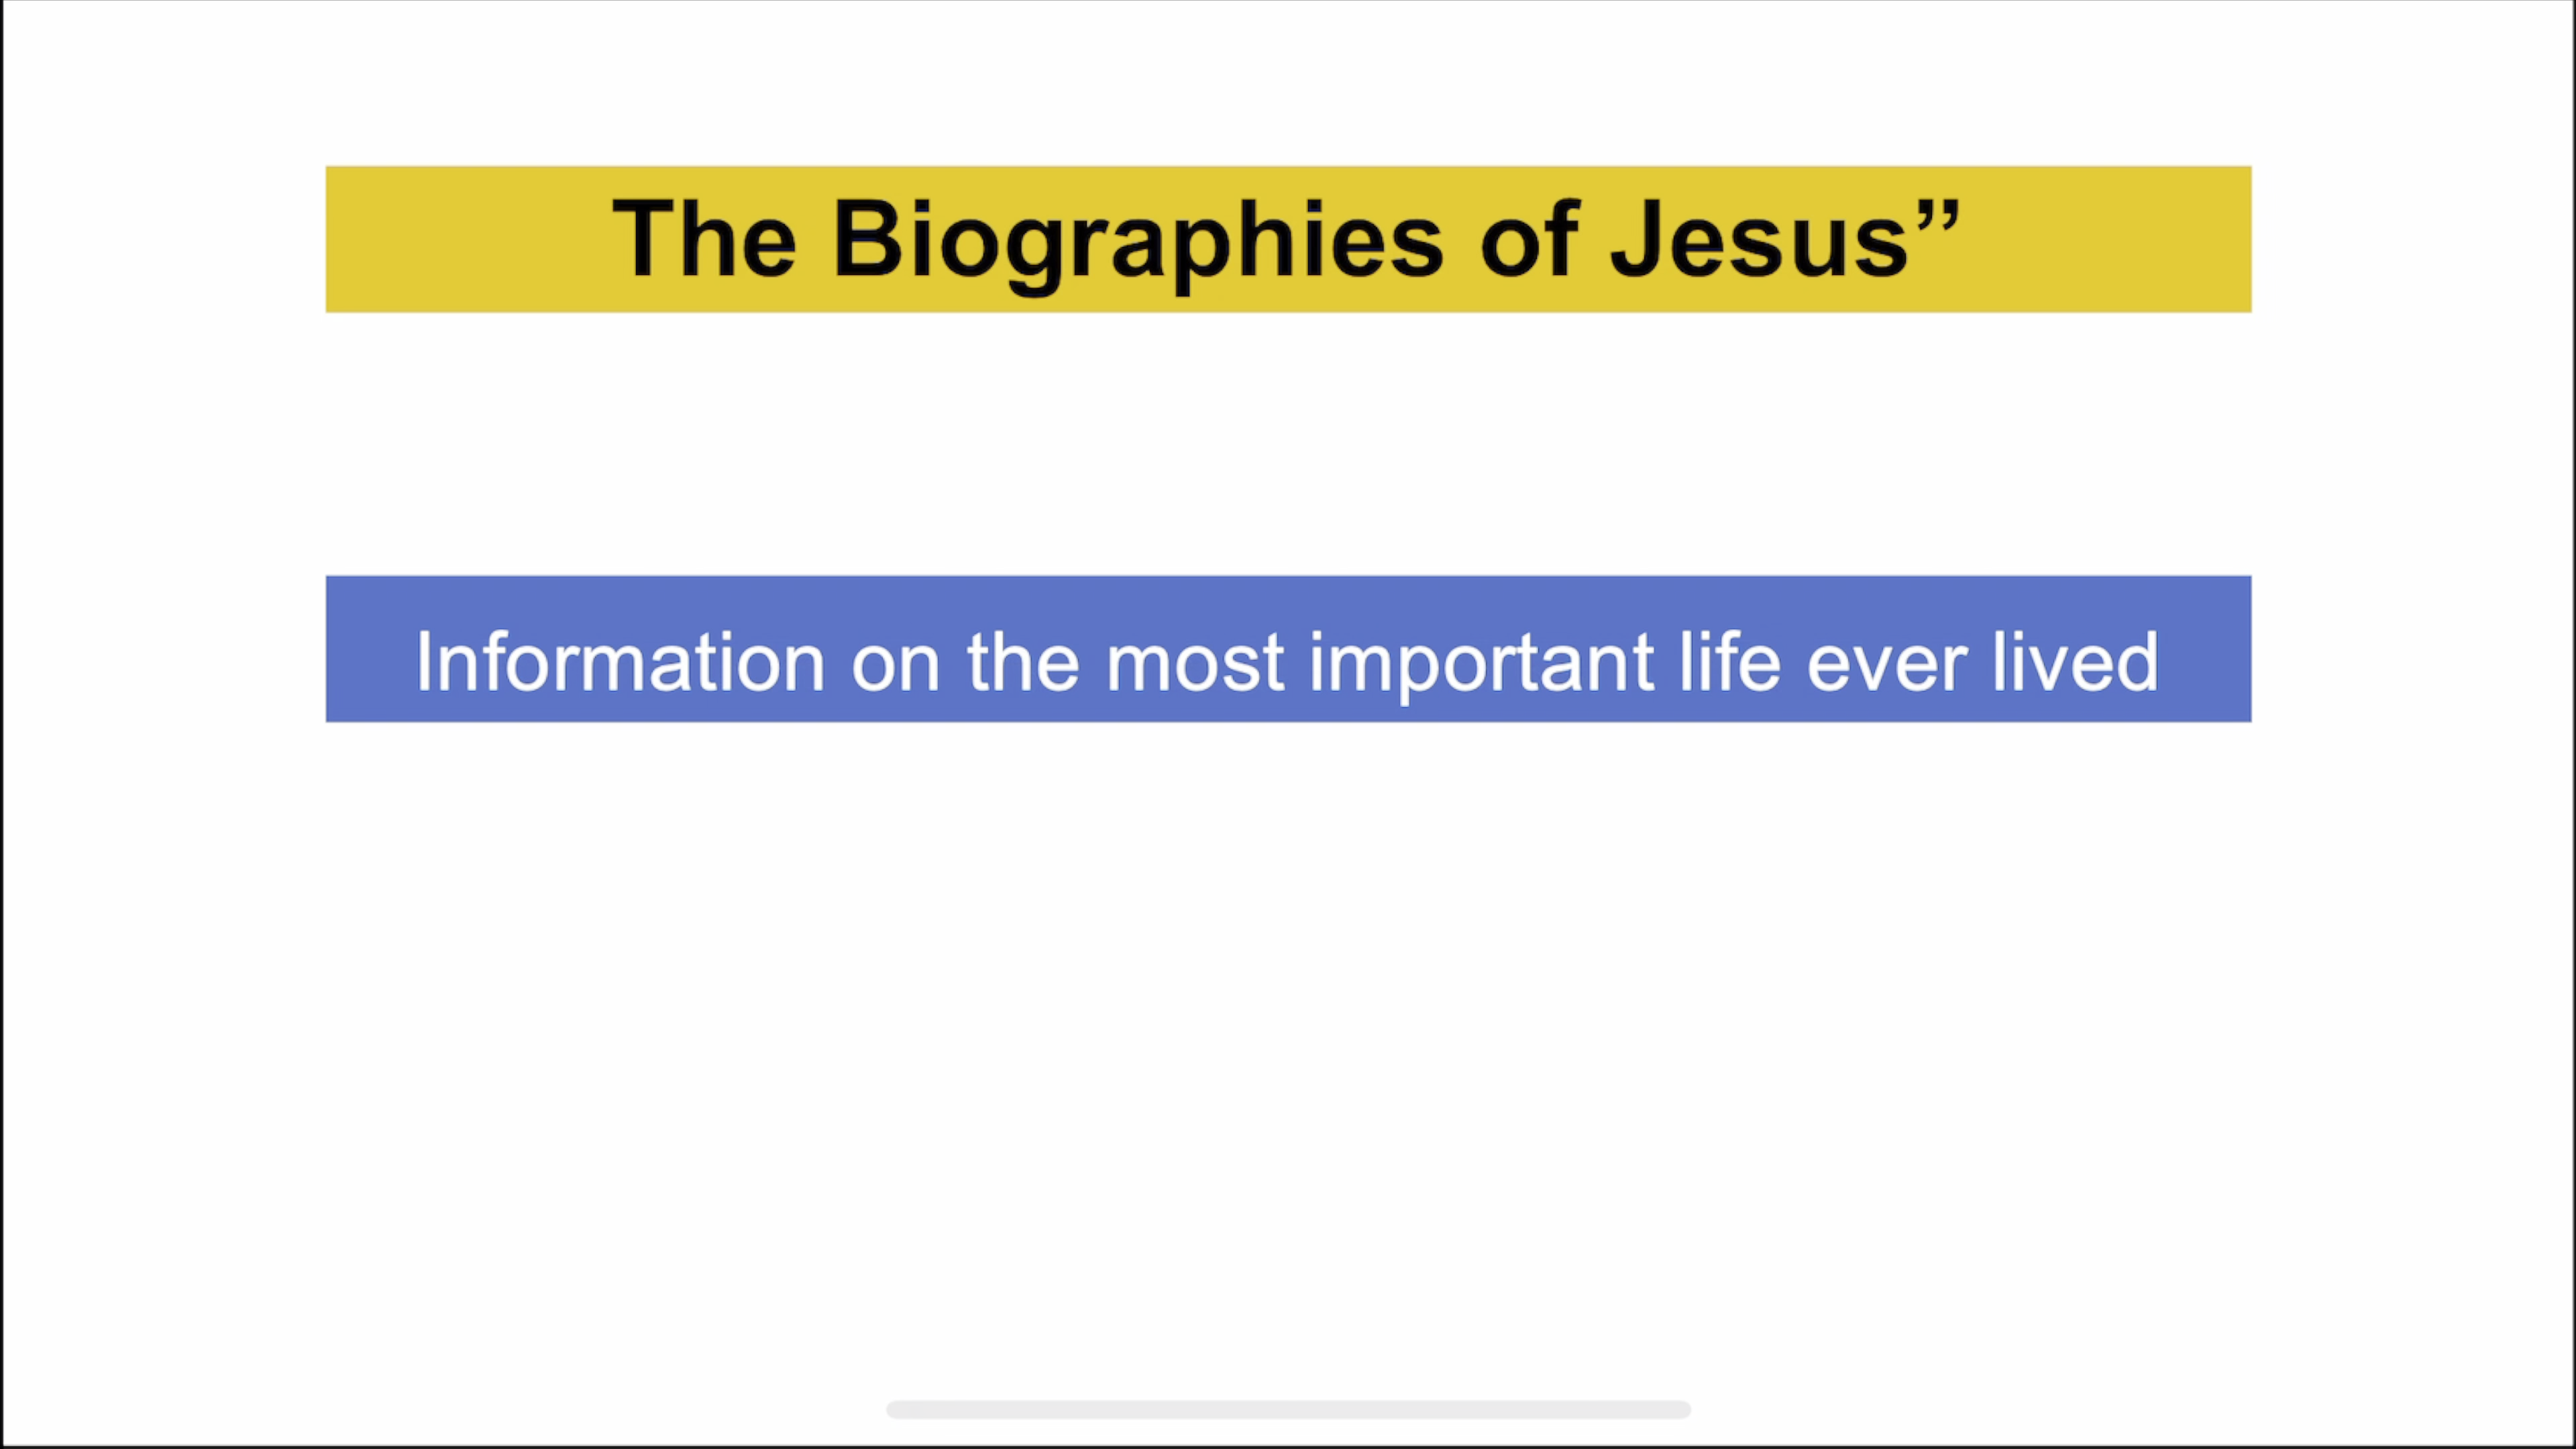 The Biographies of Jesus”
Information on the most important life ever lived